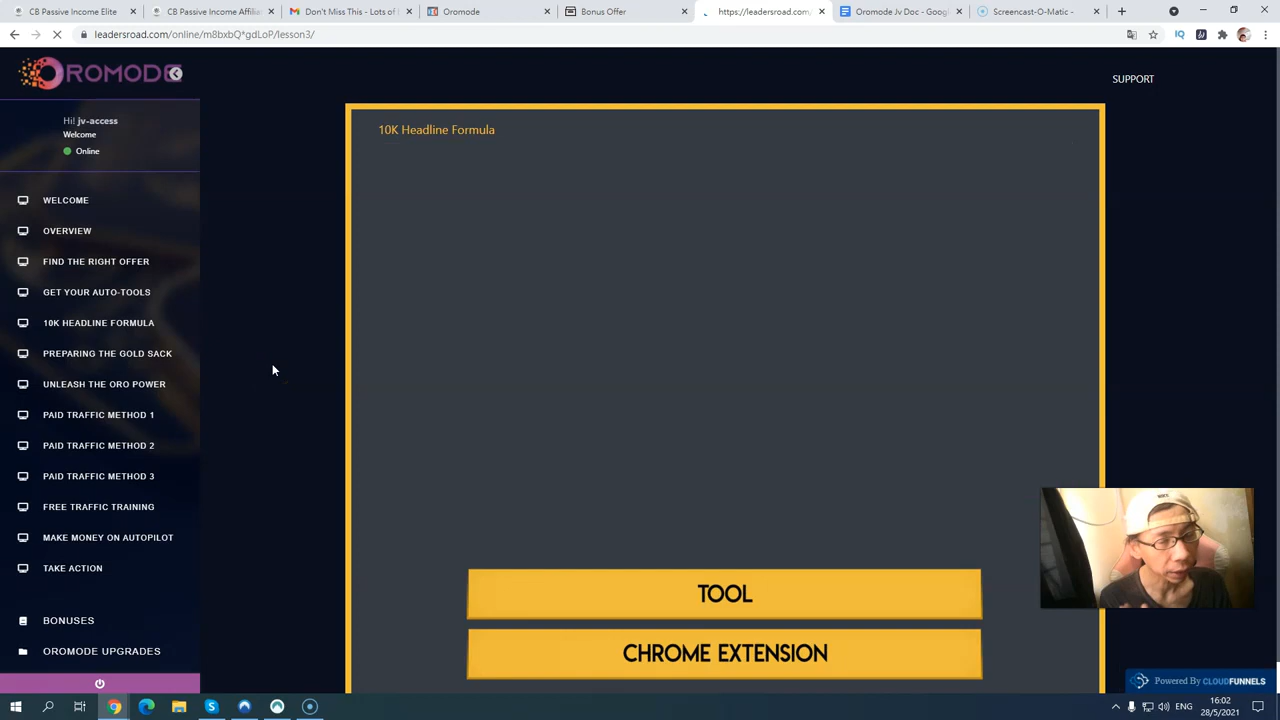 CB Passive Income Elite
CB Passive Income Affilia
Don't Miss This - Lots of
Oromode
Bonus Offer
https://leadersroad.com/
Oromode Jv Doc - Goog
Screencast-O-Matic -
leadersroad.com/online/m8bxbQ*gdLoP/lesson3/
OROMODE
SUPPORT
Hi! jv-access
Welcome
Online
WELCOME
OVERVIEW
FIND THE RIGHT OFFER
GET YOUR AUTO-TOOLS
10K HEADLINE FORMULA
PREPARING THE GOLD SACK
UNLEASH THE ORO POWER
PAID TRAFFIC METHOD 1
PAID TRAFFIC METHOD 2
PAID TRAFFIC METHOD 3
FREE TRAFFIC TRAINING
MAKE MONEY ON AUTOPILOT
TAKE ACTION
BONUSES
OROMODE UPGRADES
10K Headline Formula
TOOL
CHROME EXTENSION
Powered By CLOUDFUNNELS
ENG
16:02
28/5/2021